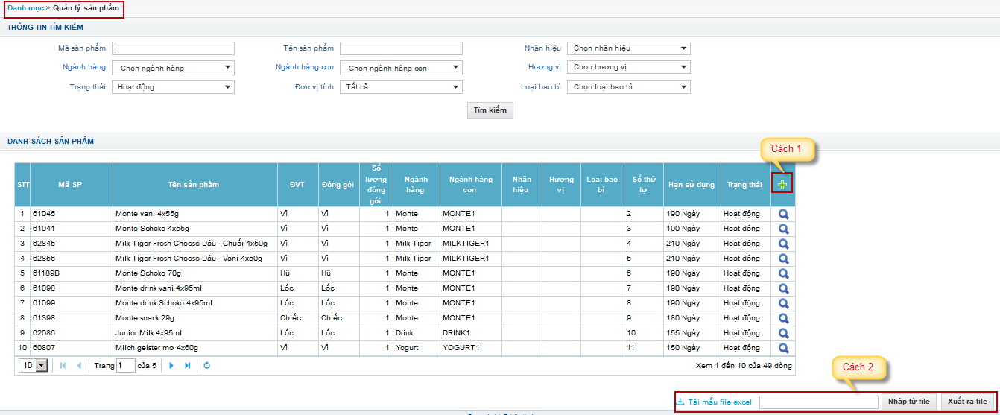 Danh mục » Quản lý sản phẩm
THÔNG TIN TÌM KIẾM
Mã sản phẩm Tên sản phẩm Nhãn hiệu Chọn nhãn hiệu
Ngành hàng Chọn ngành hàng Ngành hàng con Chọn ngành hàng con Hương vị Chọn hương vị
Trạng thái Hoạt động Đơn vị tính Tất cả Loại bao bì Chọn loại bao bì
Tìm kiếm
DANH SÁCH SẢN PHẨM
Cách 1
STT Mã SP Tên sản phẩm ĐVT Đóng gói Số lượng đóng gói Ngành hàng Ngành hàng con Nhãn hiệu Hương vị Loại bao bì Số thứ tự Hạn sử dụng Trạng thái
1 61045 Monte vani 4x55g Vỉ Vỉ 1 Monte MONTE1 2 190 Ngày Hoạt động
2 61041 Monte Schoko 4x55g Vỉ Vỉ 1 Monte MONTE1 3 190 Ngày Hoạt động
3 62845 Milk Tiger Fresh Cheese Dâu - Chuối 4x50g Vỉ Vỉ 1 Milk Tiger MILKTIGER1 4 210 Ngày Hoạt động
4 62856 Milk Tiger Fresh Cheese Dâu - Vani 4x50g Vỉ Vỉ 1 Milk Tiger MILKTIGER1 5 210 Ngày Hoạt động
5 61189B Monte Schoko 70g Hũ Hũ 1 Monte MONTE1 6 190 Ngày Hoạt động
6 61098 Monte drink vani 4x95ml Lốc Lốc 1 Monte MONTE1 7 190 Ngày Hoạt động
7 61099 Monte drink Schoko 4x95ml Lốc Lốc 1 Monte MONTE1 8 190 Ngày Hoạt động
8 61398 Monte snack 29g Chiếc Chiếc 1 Monte MONTE1 9 180 Ngày Hoạt động
9 62086 Junior Milk 4x95ml Lốc Lốc 1 Drink DRINK1 10 155 Ngày Hoạt động
10 60807 Milch geister mơ 4x60g Vỉ Vỉ 1 Yogurt YOGURT1 11 150 Ngày Hoạt động
10 Trang 1 của 5 Xem 1 đến 10 của 49 dòng
Cách 2
Tải mẫu file excel Nhập từ file Xuất ra file